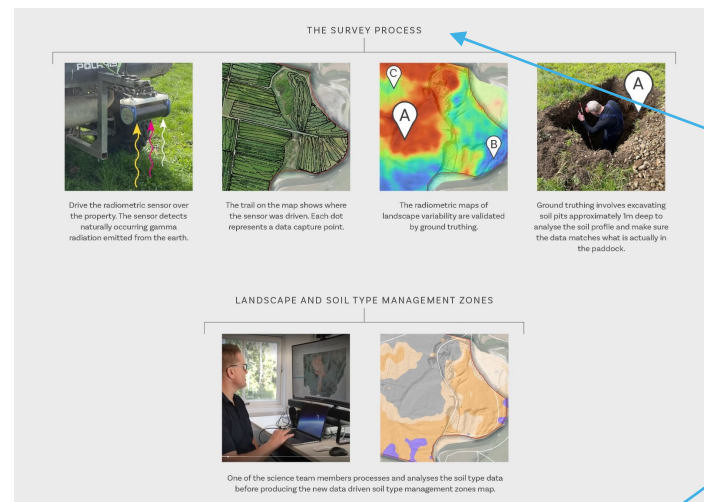 THE SURVEY PROCESS
POLARIS
C
A
B
A
Drive the radiometric sensor over
the property. The sensor detects
naturally occurring gamma
radiation emitted from the earth.
The trail on the map shows where
the sensor was driven. Each dot
represents a data capture point.
The radiometric maps of
landscape variability are validated
by ground truthing.
Ground truthing involves excavating
soil pits approximately 1m deep to
analyse the soil profile and make sure
the data matches what is actually in
the paddock.
LANDSCAPE AND SOIL TYPE MANAGEMENT ZONES
One of the science team members processes and analyses the soil type data
before producing the new data driven soil type management zones map.